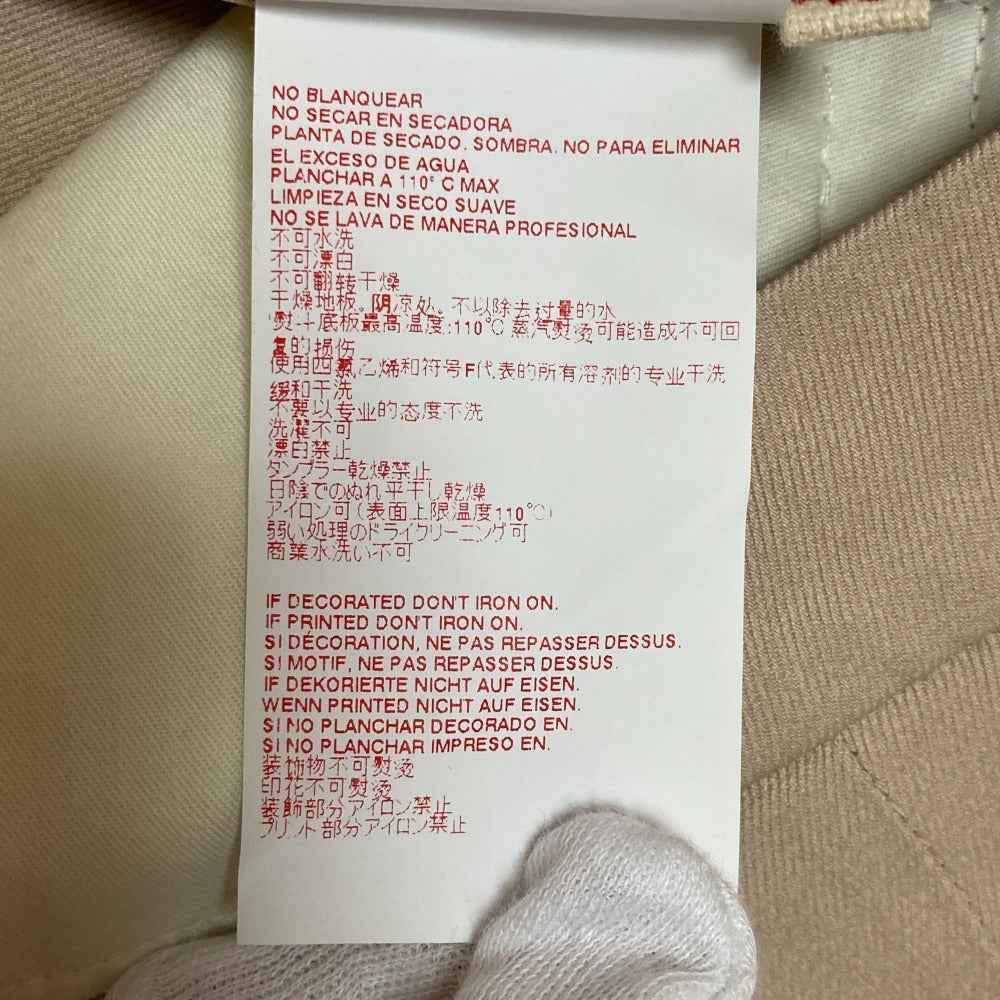 NO BLANQUEAR
NO SECAR EN SECADORA
PLANTA DE SECADO. SOMBRA. NO PARA ELIMINAR
EL EXCESO DE AGUA
PLANCHAR A 110° C MAX
LIMPIEZA EN SECO SUAVE
NO SE LAVA DE MANERA PROFESIONAL
不可水洗
不可漂白
不可翻转干燥
干燥地板。阴凉处。不以除去过量的水
熨斗底板最高温度:110℃ 蒸汽熨烫可能造成不可回
复的损伤
使用四氯乙烯和符号F代表的所有溶剂的专业干洗
缓和干洗
不要以专业的态度不洗
洗濯不可
漂白禁止
タンブラー乾燥禁止
日陰でのぬれ平干し乾燥
アイロン可(表面上限温度110℃)
弱い処理のドライクリーニング可
商業水洗い不可
IF DECORATED DON'T IRON ON.
IF PRINTED DON'T IRON ON.
SI DÉCORATION, NE PAS REPASSER DESSUS.
SI MOTIF, NE PAS REPASSER DESSUS.
IF DEKORIERTE NICHT AUF EISEN.
WENN PRINTED NICHT AUF EISEN.
SI NO PLANCHAR DECORADO EN.
SI NO PLANCHAR IMPRESO EN.
装饰物不可熨烫
印花不可熨烫
装飾部分アイロン禁止
プリント部分アイロン禁止